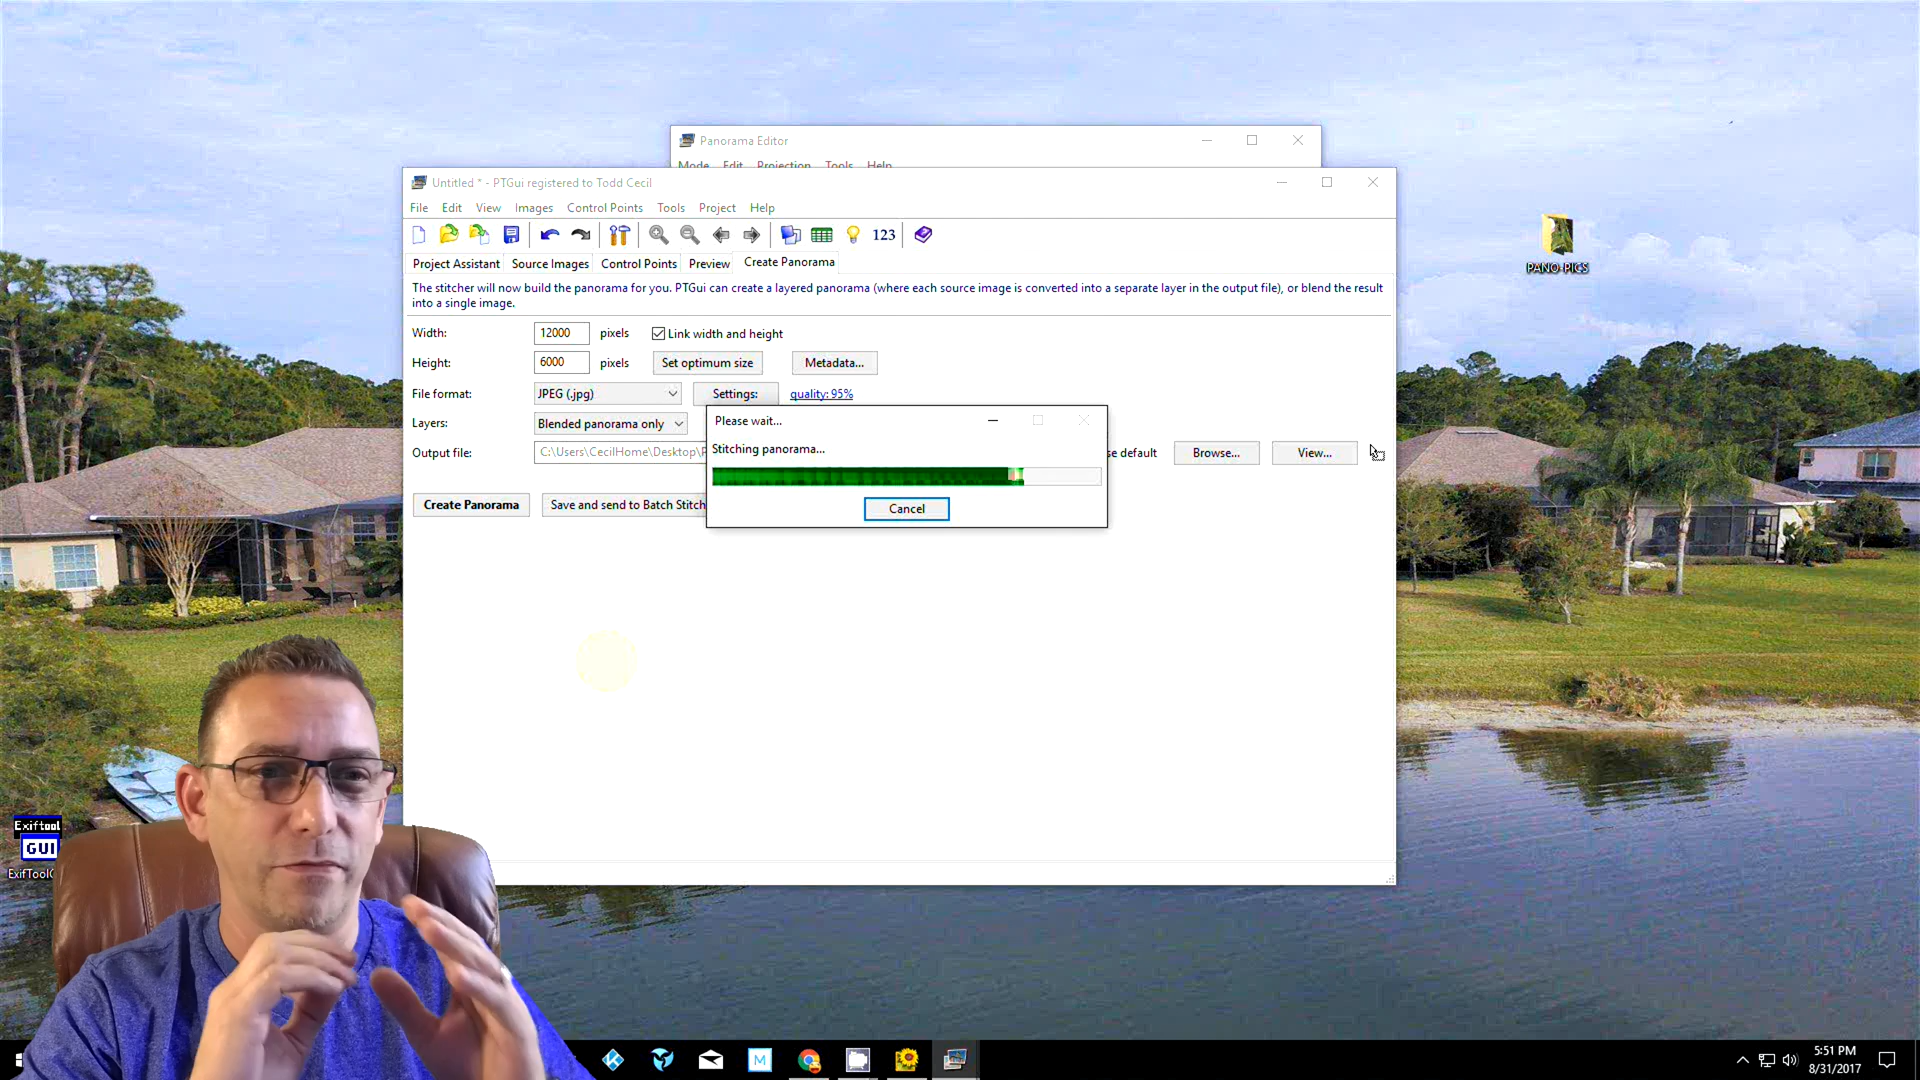 Panorama Editor
Mode Edit Projection Tools Help
Untitled * - PTGui registered to Todd Cecil
File Edit View Images Control Points Tools Project Help
123
Project Assistant Source Images Control Points Preview Create Panorama
The stitcher will now build the panorama for you. PTGui can create a layered panorama (where each source image is converted into a separate layer in the output file), or blend the result
into a single image.
Width: 12000 pixels Link width and height
Height: 6000 pixels Set optimum size Metadata...
File format: JPEG (.jpg) Settings: quality: 95%
Layers: Blended panorama only
Please wait...
Stitching panorama...
Output file: C:\Users\CecilHome\Desktop\ default Browse... View...
Create Panorama Save and send to Batch Stitch
Cancel
PANO-PICS
Exiftool
GUI
ExifTool
M
5:51 PM
8/31/2017